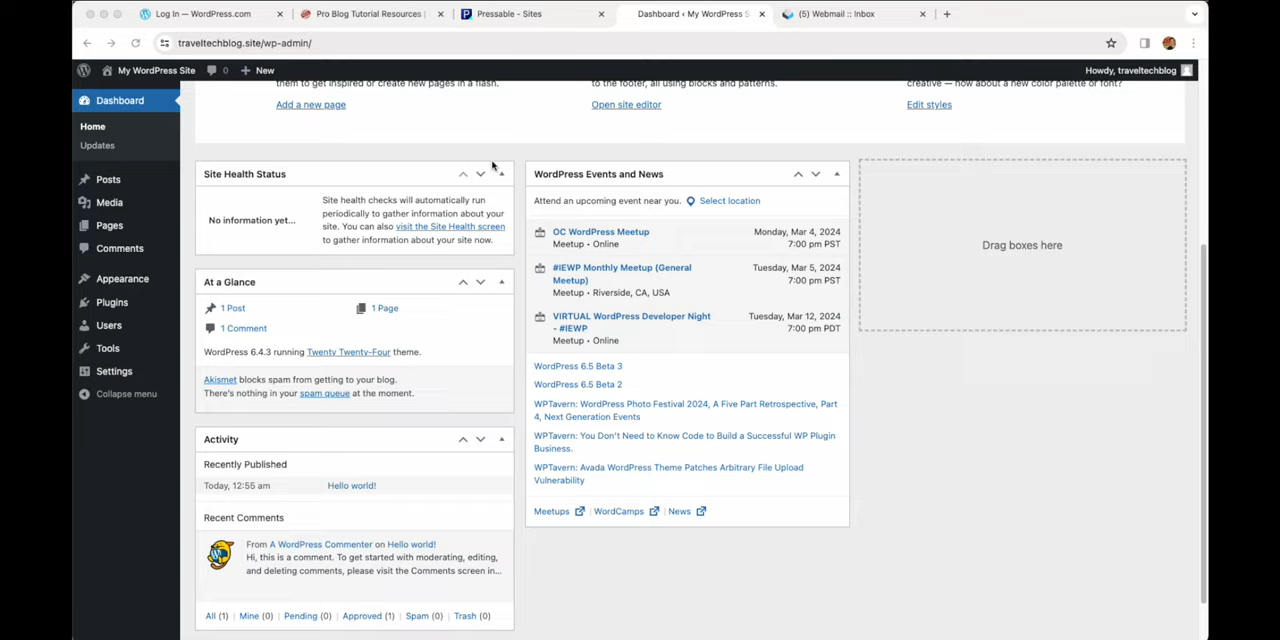 Log In — WordPress.com
Pro Blog Tutorial Resources |
Pressable - Sites
Dashboard ‹ My WordPress S
(5) Webmail :: Inbox
traveltechblog.site/wp-admin/
My WordPress Site
0
New
Howdy, traveltechblog
Dashboard
Home
Updates
Posts
Media
Pages
Comments
Appearance
Plugins
Users
Tools
Settings
Collapse menu
them to get inspired or create new pages in a flash.
Add a new page
to the footer, all using blocks and patterns.
Open site editor
creative — how about a new color palette or font?
Edit styles
Site Health Status
No information yet...
Site health checks will automatically run
periodically to gather information about your
site. You can also visit the Site Health screen
to gather information about your site now.
At a Glance
1 Post
1 Page
1 Comment
WordPress 6.4.3 running Twenty Twenty-Four theme.
Akismet blocks spam from getting to your blog.
There's nothing in your spam queue at the moment.
Activity
Recently Published
Today, 12:55 am
Hello world!
Recent Comments
From A WordPress Commenter on Hello world!
Hi, this is a comment. To get started with moderating, editing,
and deleting comments, please visit the Comments screen in...
All (1) | Mine (0) | Pending (0) | Approved (1) | Spam (0) | Trash (0)
WordPress Events and News
Attend an upcoming event near you. Select location
OC WordPress Meetup
Meetup • Online
Monday, Mar 4, 2024
7:00 pm PST
#IEWP Monthly Meetup (General
Meetup)
Meetup • Riverside, CA, USA
Tuesday, Mar 5, 2024
7:00 pm PST
VIRTUAL WordPress Developer Night
- #IEWP
Meetup • Online
Tuesday, Mar 12, 2024
7:00 pm PDT
WordPress 6.5 Beta 3
WordPress 6.5 Beta 2
WPTavern: WordPress Photo Festival 2024, A Five Part Retrospective, Part
4, Next Generation Events
WPTavern: You Don't Need to Know Code to Build a Successful WP Plugin
Business.
WPTavern: Avada WordPress Theme Patches Arbitrary File Upload
Vulnerability
Meetups | WordCamps | News
Drag boxes here